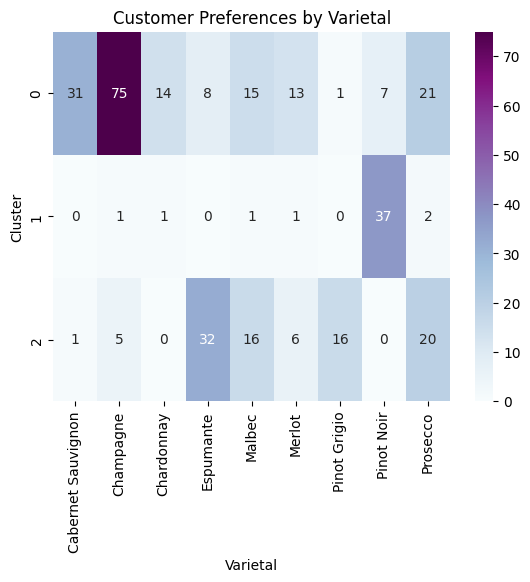 Customer Preferences by Varietal
Cluster
0
31 75 14 8 15 13 1 7 21
1
0 1 1 0 1 1 0 37 2
2
1 5 0 32 16 6 16 0 20
Cabernet Sauvignon
Champagne
Chardonnay
Espumante
Malbec
Merlot
Pinot Grigio
Pinot Noir
Prosecco
Varietal
70
60
50
40
30
20
10
0